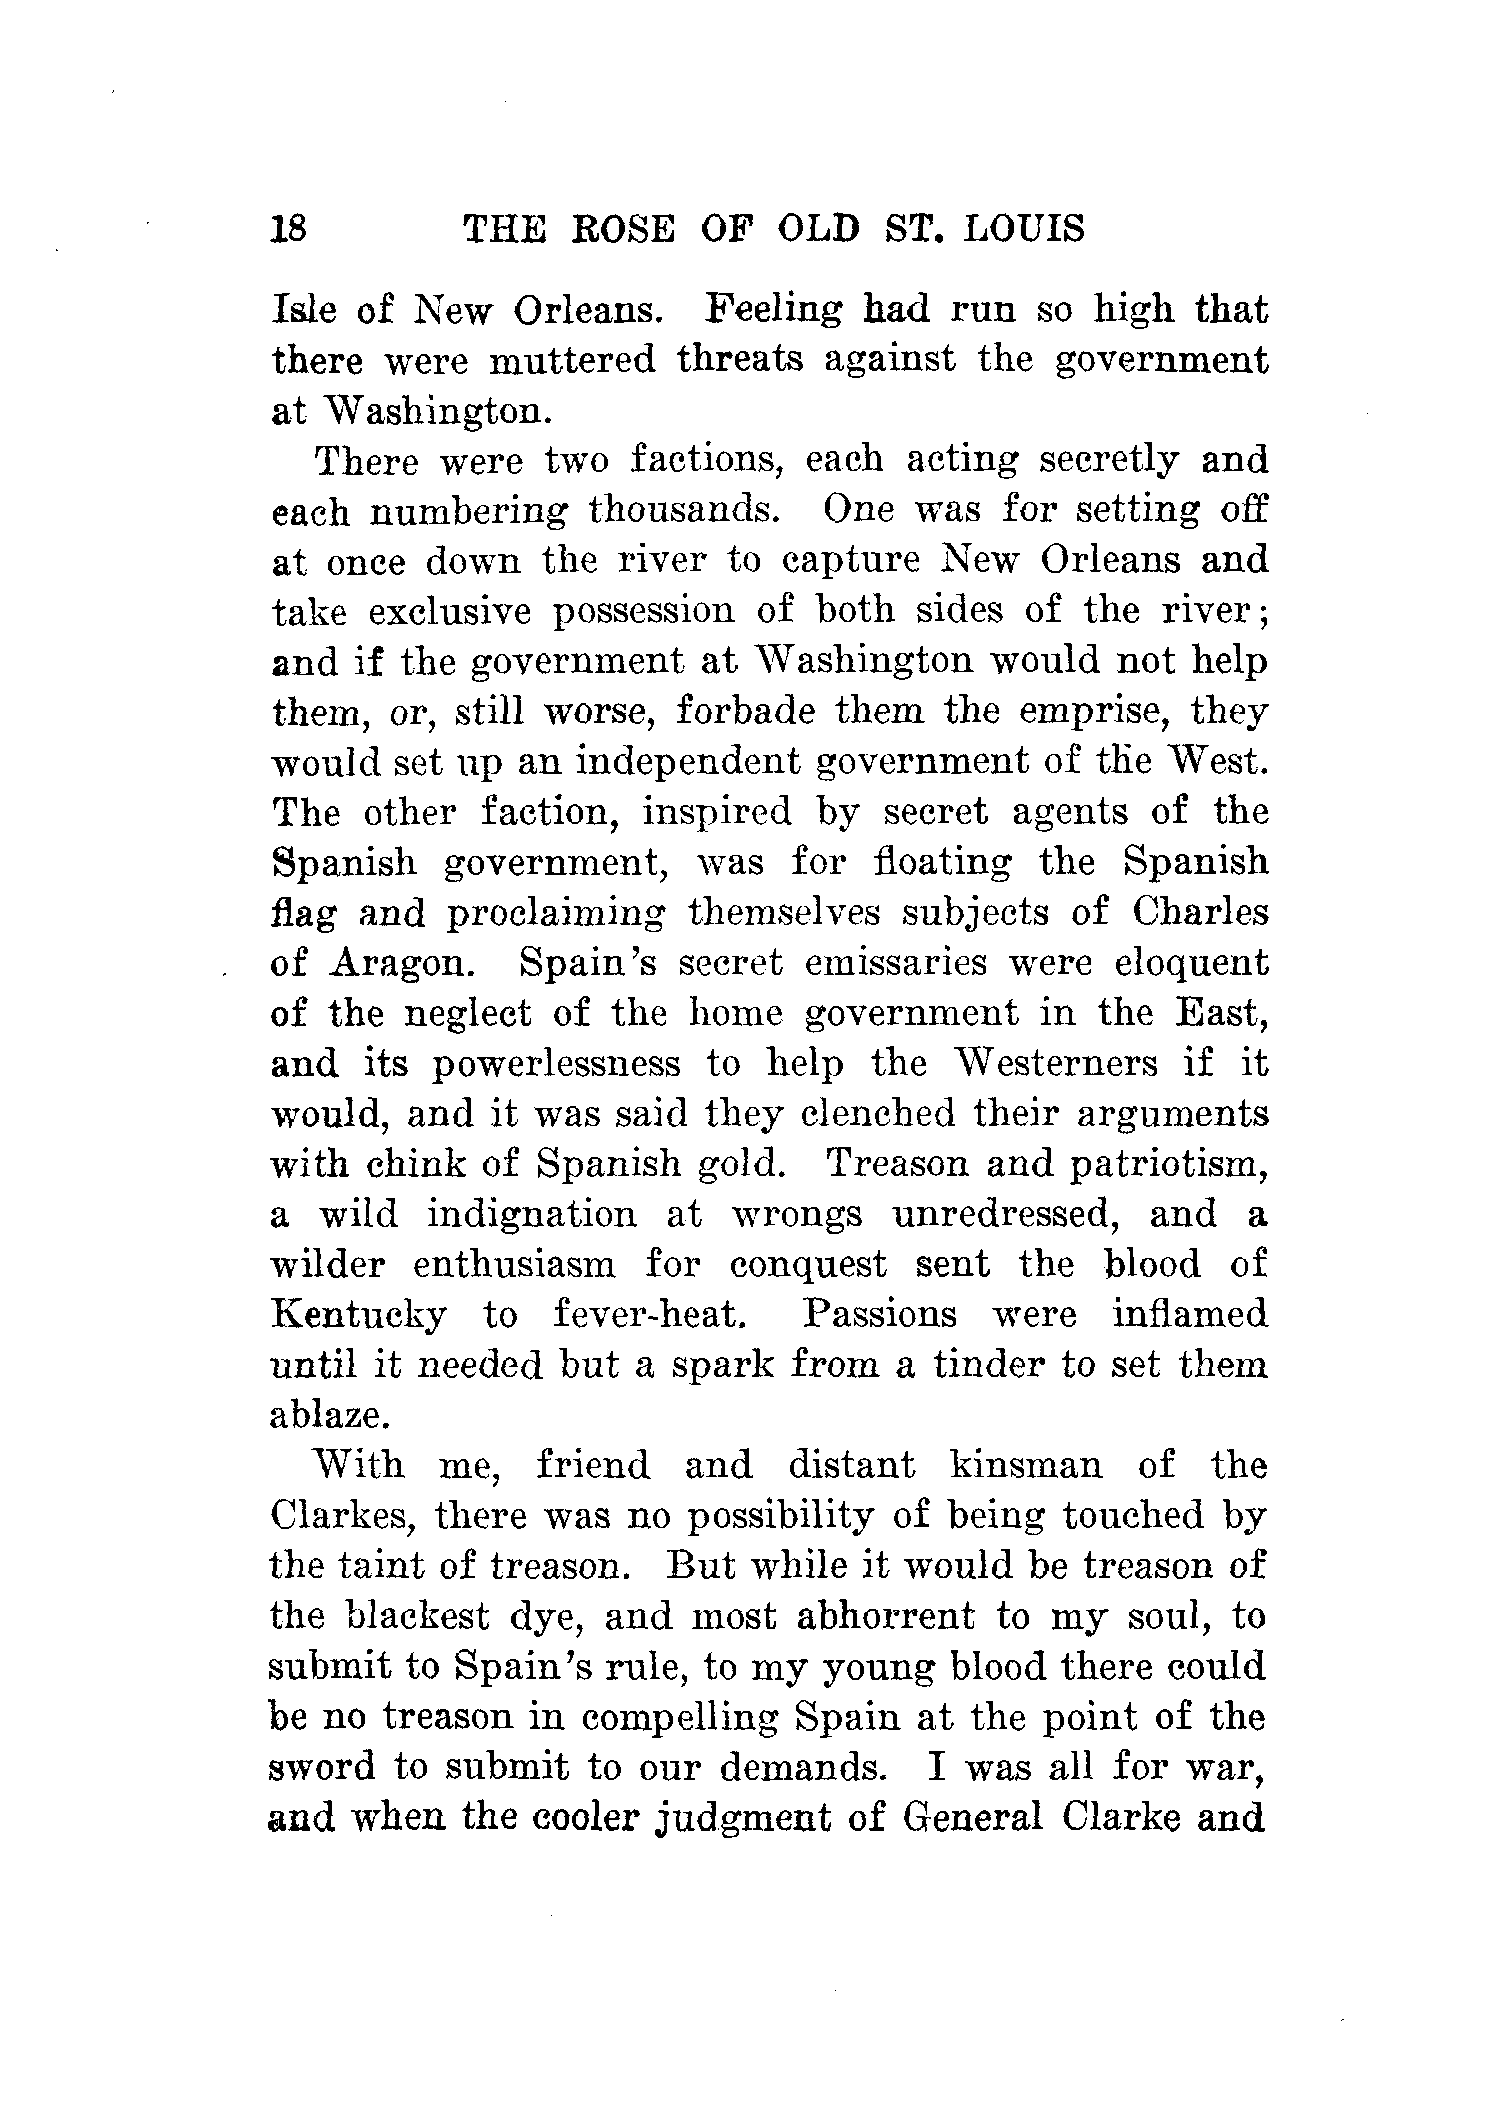 18 THE ROSE OF OLD ST. LOUIS
Isle of New Orleans. Feeling had run so high that
there were muttered threats against the government
at Washington.
There were two factions, each acting secretly and
each numbering thousands. One was for setting off
at once down the river to capture New Orleans and
take exclusive possession of both sides of the river;
and if the government at Washington would not help
them, or, still worse, forbade them the emprise, they
would set up an independent government of the West.
The other faction, inspired by secret agents of the
Spanish government, was for floating the Spanish
flag and proclaiming themselves subjects of Charles
of Aragon. Spain's secret emissaries were eloquent
of the neglect of the home government in the East,
and its powerlessness to help the Westerners if it
would, and it was said they clenched their arguments
with chink of Spanish gold. Treason and patriotism,
a wild indignation at wrongs unredressed, and a
wilder enthusiasm for conquest sent the blood of
Kentucky to fever-heat. Passions were inflamed
until it needed but a spark from a tinder to set them
ablaze.
With me, friend and distant kinsman of the
Clarkes, there was no possibility of being touched by
the taint of treason. But while it would be treason of
the blackest dye, and most abhorrent to my soul, to
submit to Spain's rule, to my young blood there could
be no treason in compelling Spain at the point of the
sword to submit to our demands. I was all for war,
and when the cooler judgment of General Clarke and